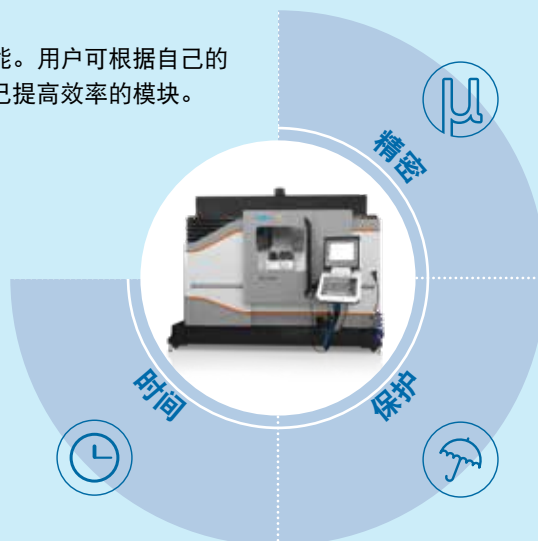 能。用户可根据自己的
己提高效率的模块。
μ
精密
时间
保护